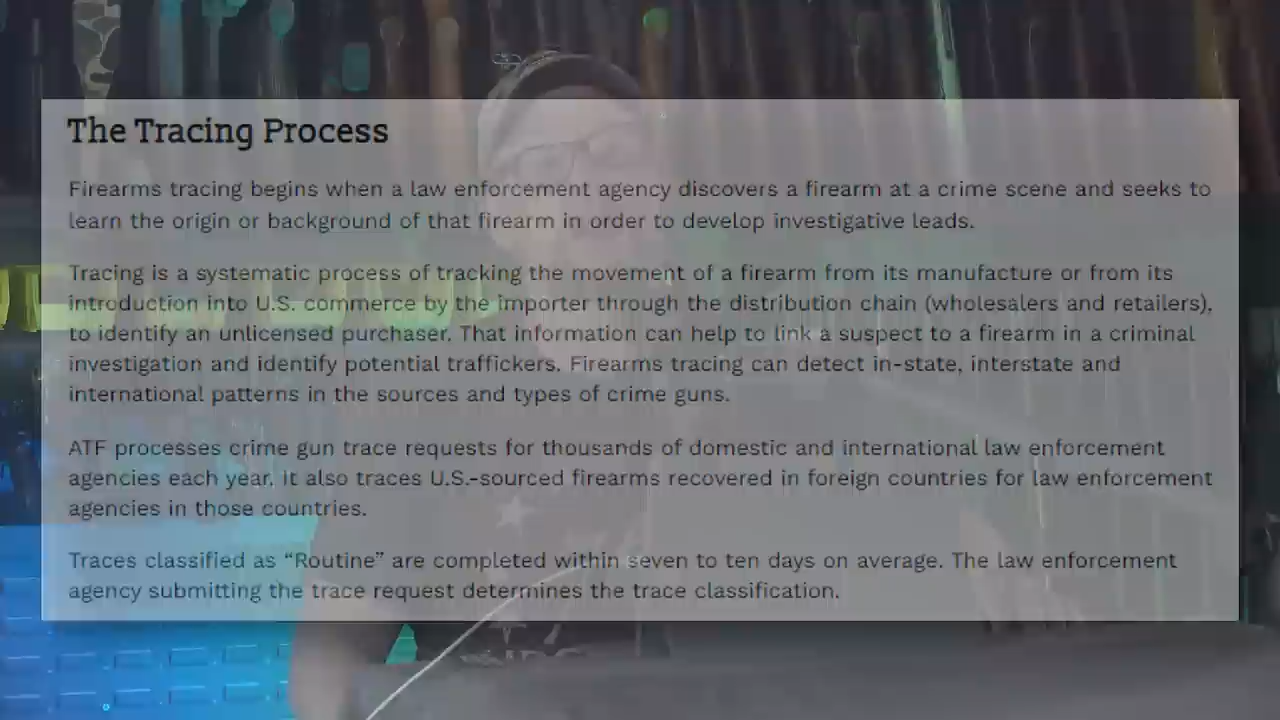 The Tracing Process
Firearms tracing begins when a law enforcement agency discovers a firearm at a crime scene and seeks to
learn the origin or background of that firearm in order to develop investigative leads.
Tracing is a systematic process of tracking the movement of a firearm from its manufacture or from its
introduction into U.S. commerce by the importer through the distribution chain (wholesalers and retailers),
to identify an unlicensed purchaser. That information can help to link a suspect to a firearm in a criminal
investigation and identify potential traffickers. Firearms tracing can detect in-state, interstate and
international patterns in the sources and types of crime guns.
ATF processes crime gun trace requests for thousands of domestic and international law enforcement
agencies each year. It also traces U.S.-sourced firearms recovered in foreign countries for law enforcement
agencies in those countries.
Traces classified as “Routine” are completed within seven to ten days on average. The law enforcement
agency submitting the trace request determines the trace classification.